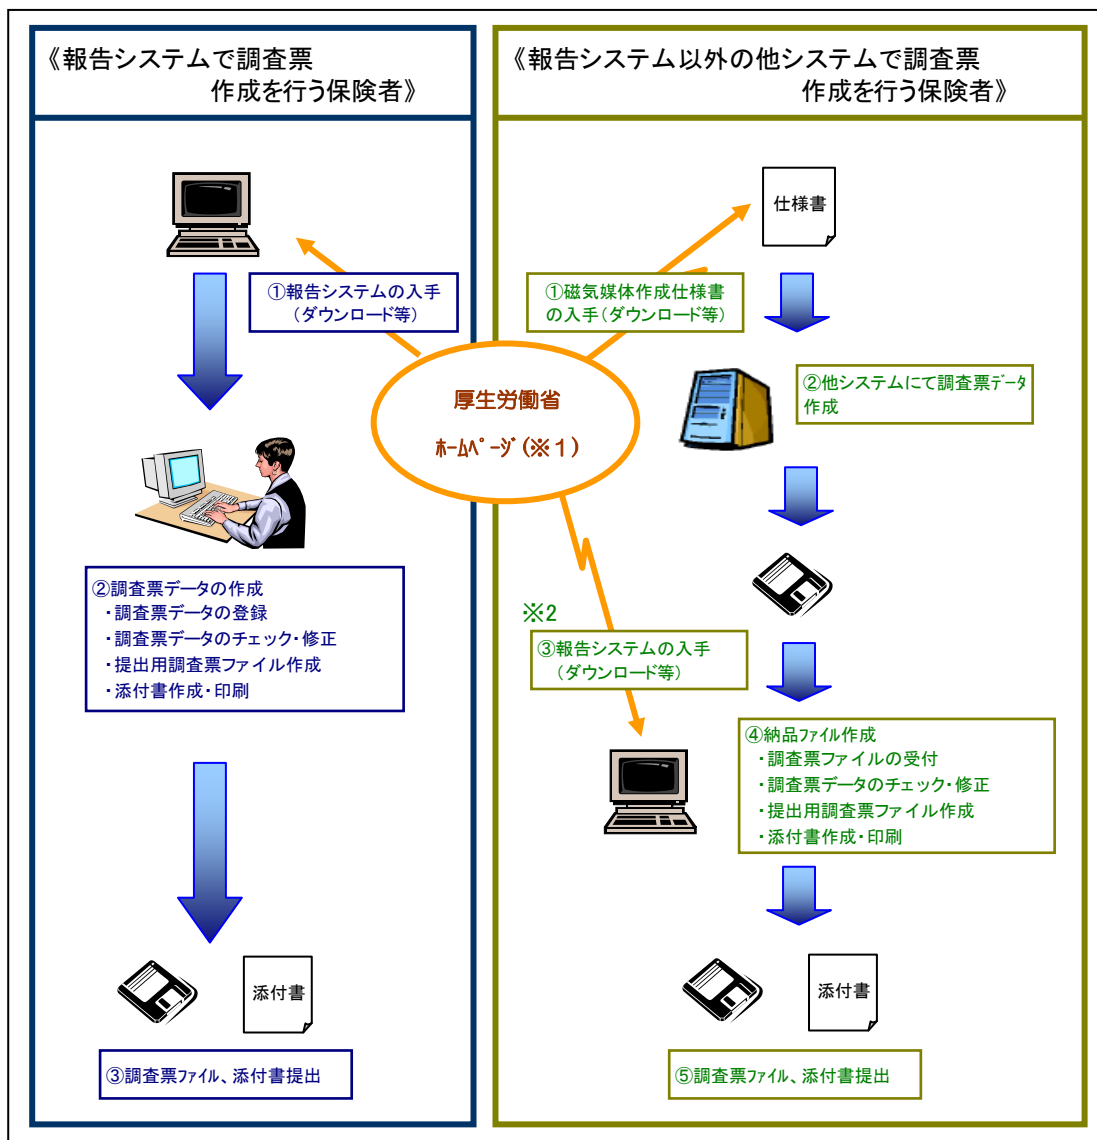 《報告システムで調査票
作成を行う保険者》
①報告システムの入手
（ダウンロード等）
②調査票データの作成
・調査票データの登録
・調査票データのチェック・修正
・提出用調査票ファイル作成
・添付書作成・印刷
添付書
③調査票ファイル、添付書提出
厚生労働省
ﾎｰﾑﾍﾟｰｼﾞ(※１)
《報告システム以外の他システムで調査票
作成を行う保険者》
仕様書
①磁気媒体作成仕様書
の入手（ダウンロード等）
②他システムにて調査票ﾃﾞｰﾀ
作成
※2
③報告システムの入手
（ダウンロード等）
④納品ﾌｧｲﾙ作成
・調査票ファイルの受付
・調査票データのチェック・修正
・提出用調査票ファイル作成
・添付書作成・印刷
添付書
⑤調査票ファイル、添付書提出